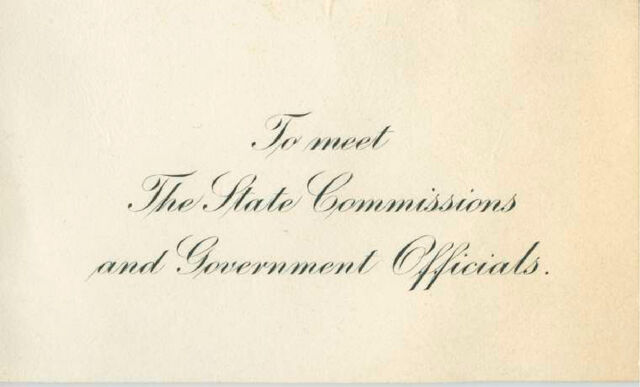 To meet
The State Commissions
and Government Officials.